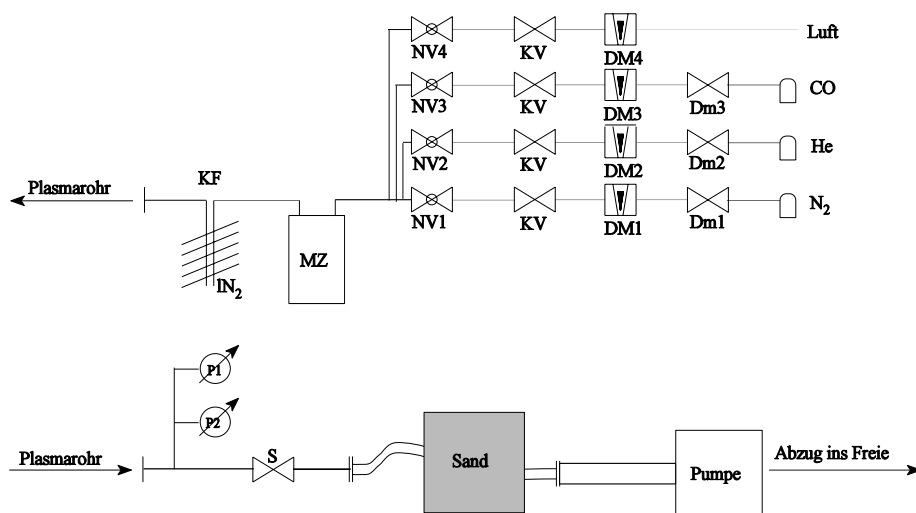 Luft
NV4 KV DM4
CO
NV3 KV DM3 Dm3
He
NV2 KV DM2 Dm2
Plasmarohr KF
N2
NV1 KV DM1 Dm1
MZ
lN2
P1
P2
Plasmarohr S Sand Pumpe Abzug ins Freie